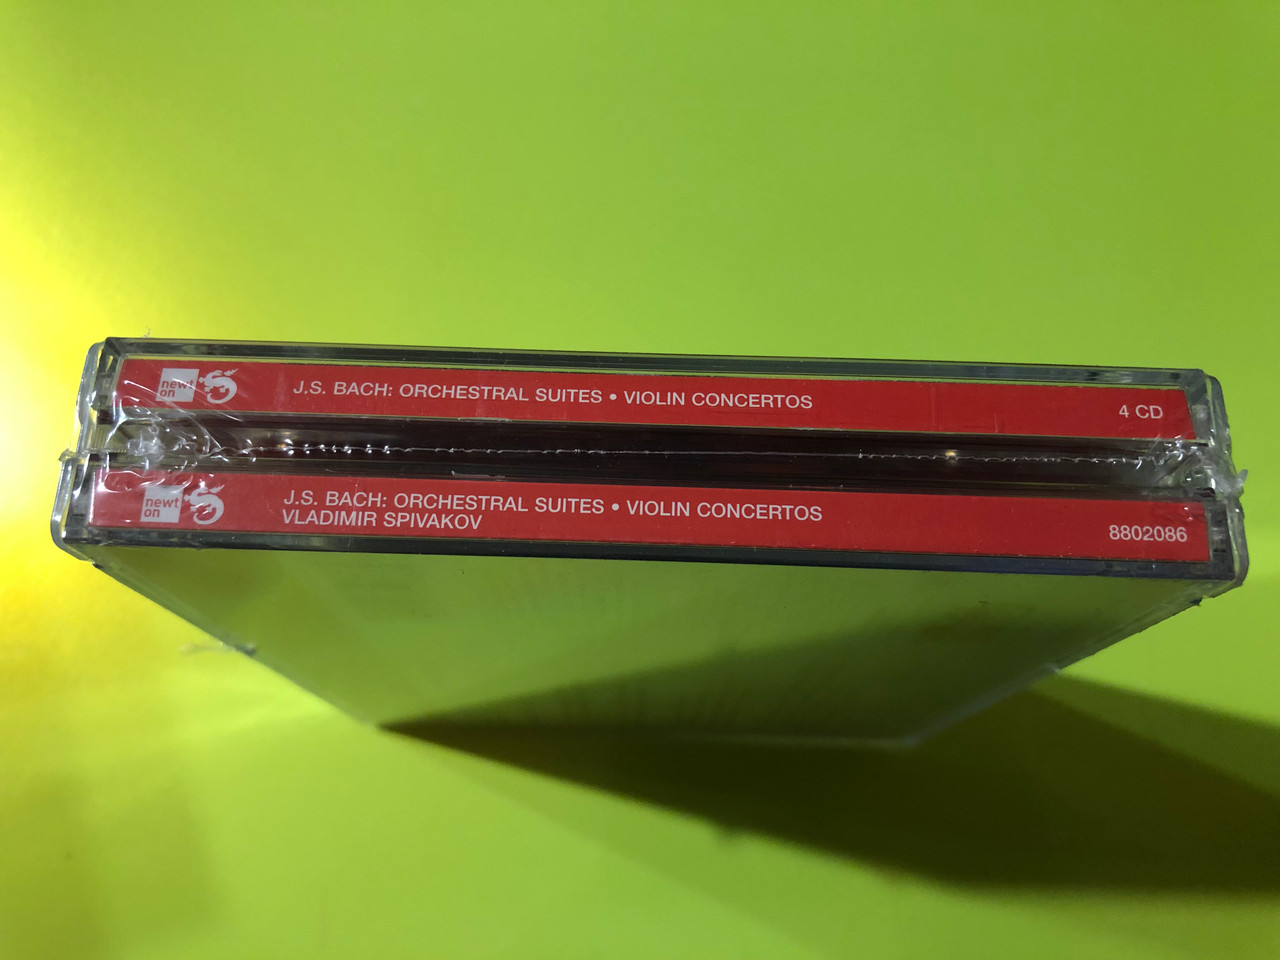 newt
on
J.S. BACH: ORCHESTRAL SUITES • VIOLIN CONCERTOS
4 CD
newt
on
J.S. BACH: ORCHESTRAL SUITES • VIOLIN CONCERTOS
VLADIMIR SPIVAKOV
8802086